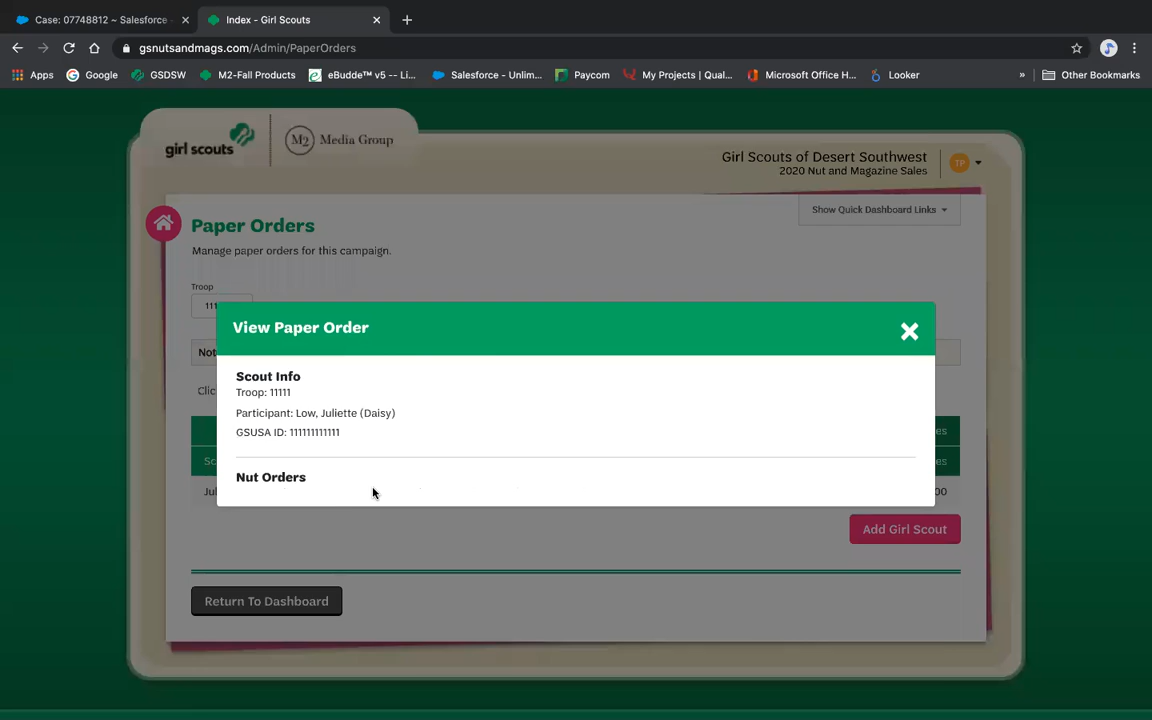 Case: 07748812 ~ Salesforce -
Index - Girl Scouts
gsnutsandmags.com/Admin/PaperOrders
Apps
Google
GSDSW
M2-Fall Products
eBudde™ v5 -- Li...
Salesforce - Unlim...
Paycom
My Projects | Qual...
Microsoft Office H...
Looker
»
Other Bookmarks
girl scouts
M2 Media Group
Girl Scouts of Desert Southwest
2020 Nut and Magazine Sales
TP
Show Quick Dashboard Links
Paper Orders
Manage paper orders for this campaign.
Troop
View Paper Order
Scout Info
Troop: 11111
Participant: Low, Juliette (Daisy)
GSUSA ID: 111111111111
Nut Orders
Add Girl Scout
Return To Dashboard